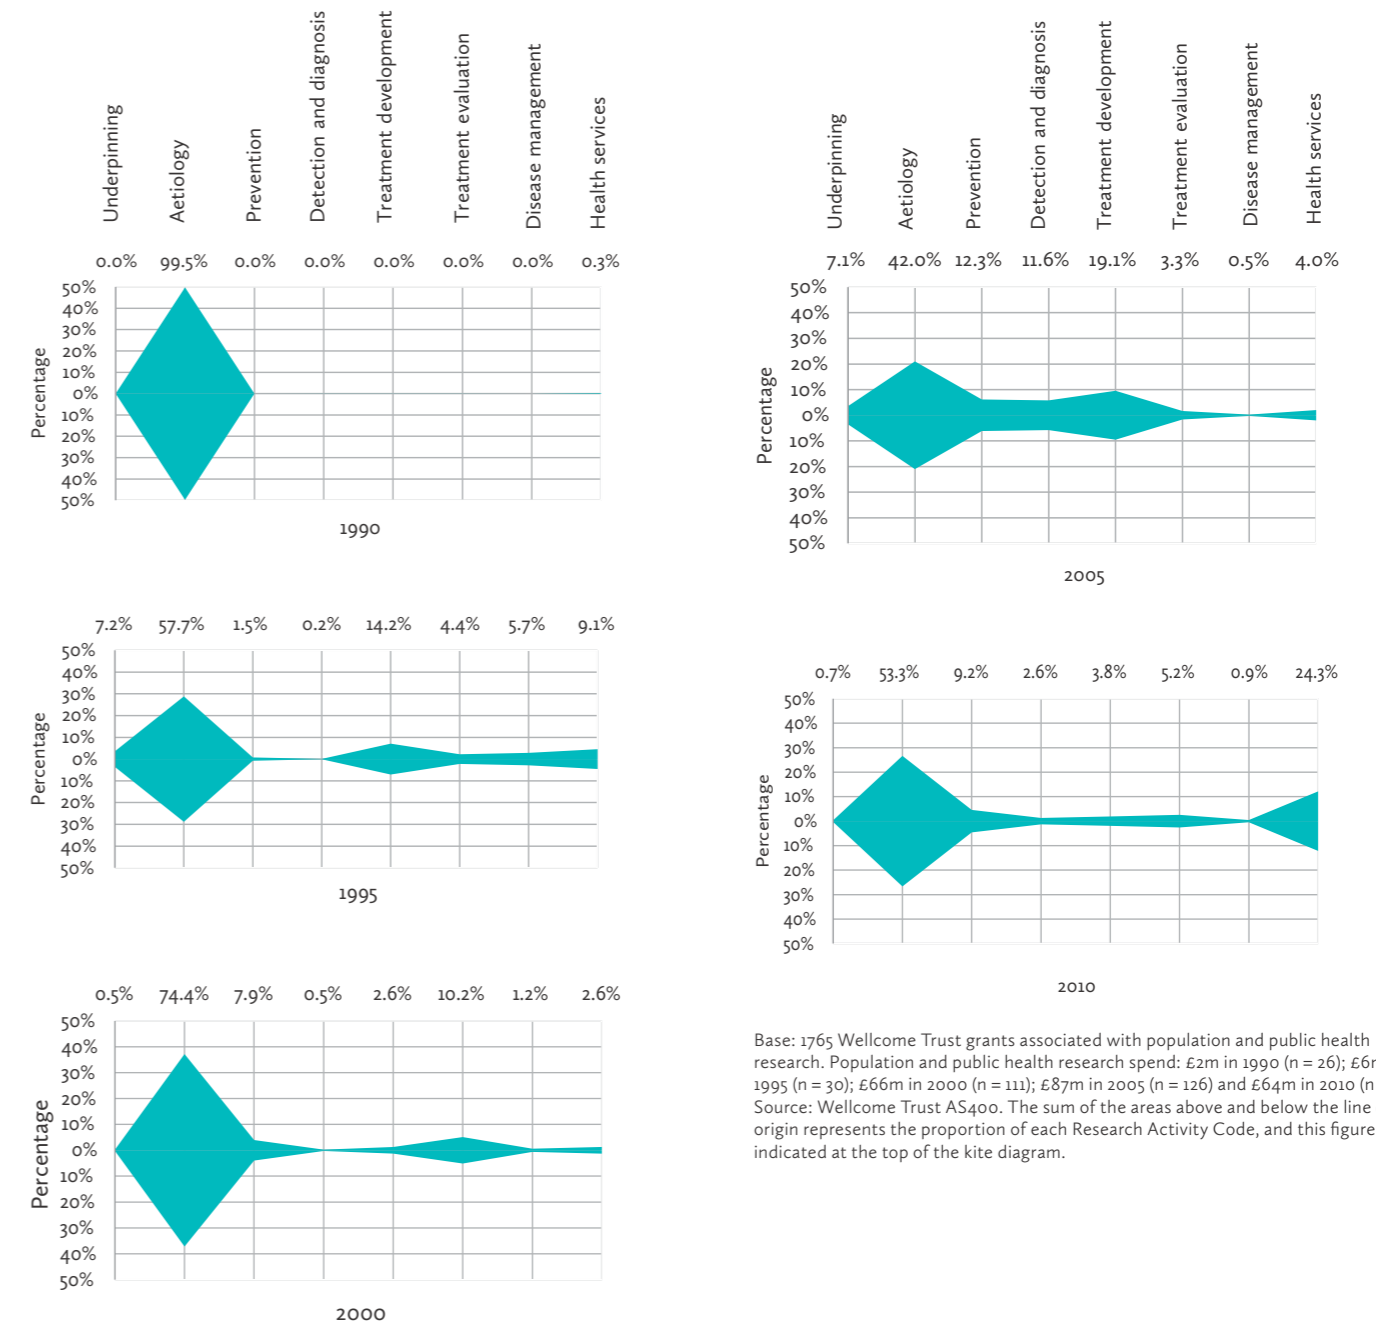 Underpinning
Aetiology
Prevention
Detection and diagnosis
Treatment development
Treatment evaluation
Disease management
Health services
0.0% 99.5% 0.0% 0.0% 0.0% 0.0% 0.0% 0.3%
Percentage
50%
40%
30%
20%
10%
0%
10%
20%
30%
40%
50%
1990
7.2% 57.7% 1.5% 0.2% 14.2% 4.4% 5.7% 9.1%
Percentage
50%
40%
30%
20%
10%
0%
10%
20%
30%
40%
50%
1995
0.5% 74.4% 7.9% 0.5% 2.6% 10.2% 1.2% 2.6%
Percentage
50%
40%
30%
20%
10%
0%
10%
20%
30%
40%
50%
2000
Underpinning
Aetiology
Prevention
Detection and diagnosis
Treatment development
Treatment evaluation
Disease management
Health services
7.1% 42.0% 12.3% 11.6% 19.1% 3.3% 0.5% 4.0%
Percentage
50%
40%
30%
20%
10%
0%
10%
20%
30%
40%
50%
2005
0.7% 53.3% 9.2% 2.6% 3.8% 5.2% 0.9% 24.3%
Percentage
50%
40%
30%
20%
10%
0%
10%
20%
30%
40%
50%
2010
Base: 1765 Wellcome Trust grants associated with population and public health
research. Population and public health research spend: £2m in 1990 (n = 26);
1995 (n = 30); £66m in 2000 (n = 111); £87m in 2005 (n = 126) and £64m in 2010 (n
Source: Wellcome Trust AS400. The sum of the areas above and below the line
origin represents the proportion of each Research Activity Code, and this figure
indicated at the top of the kite diagram.